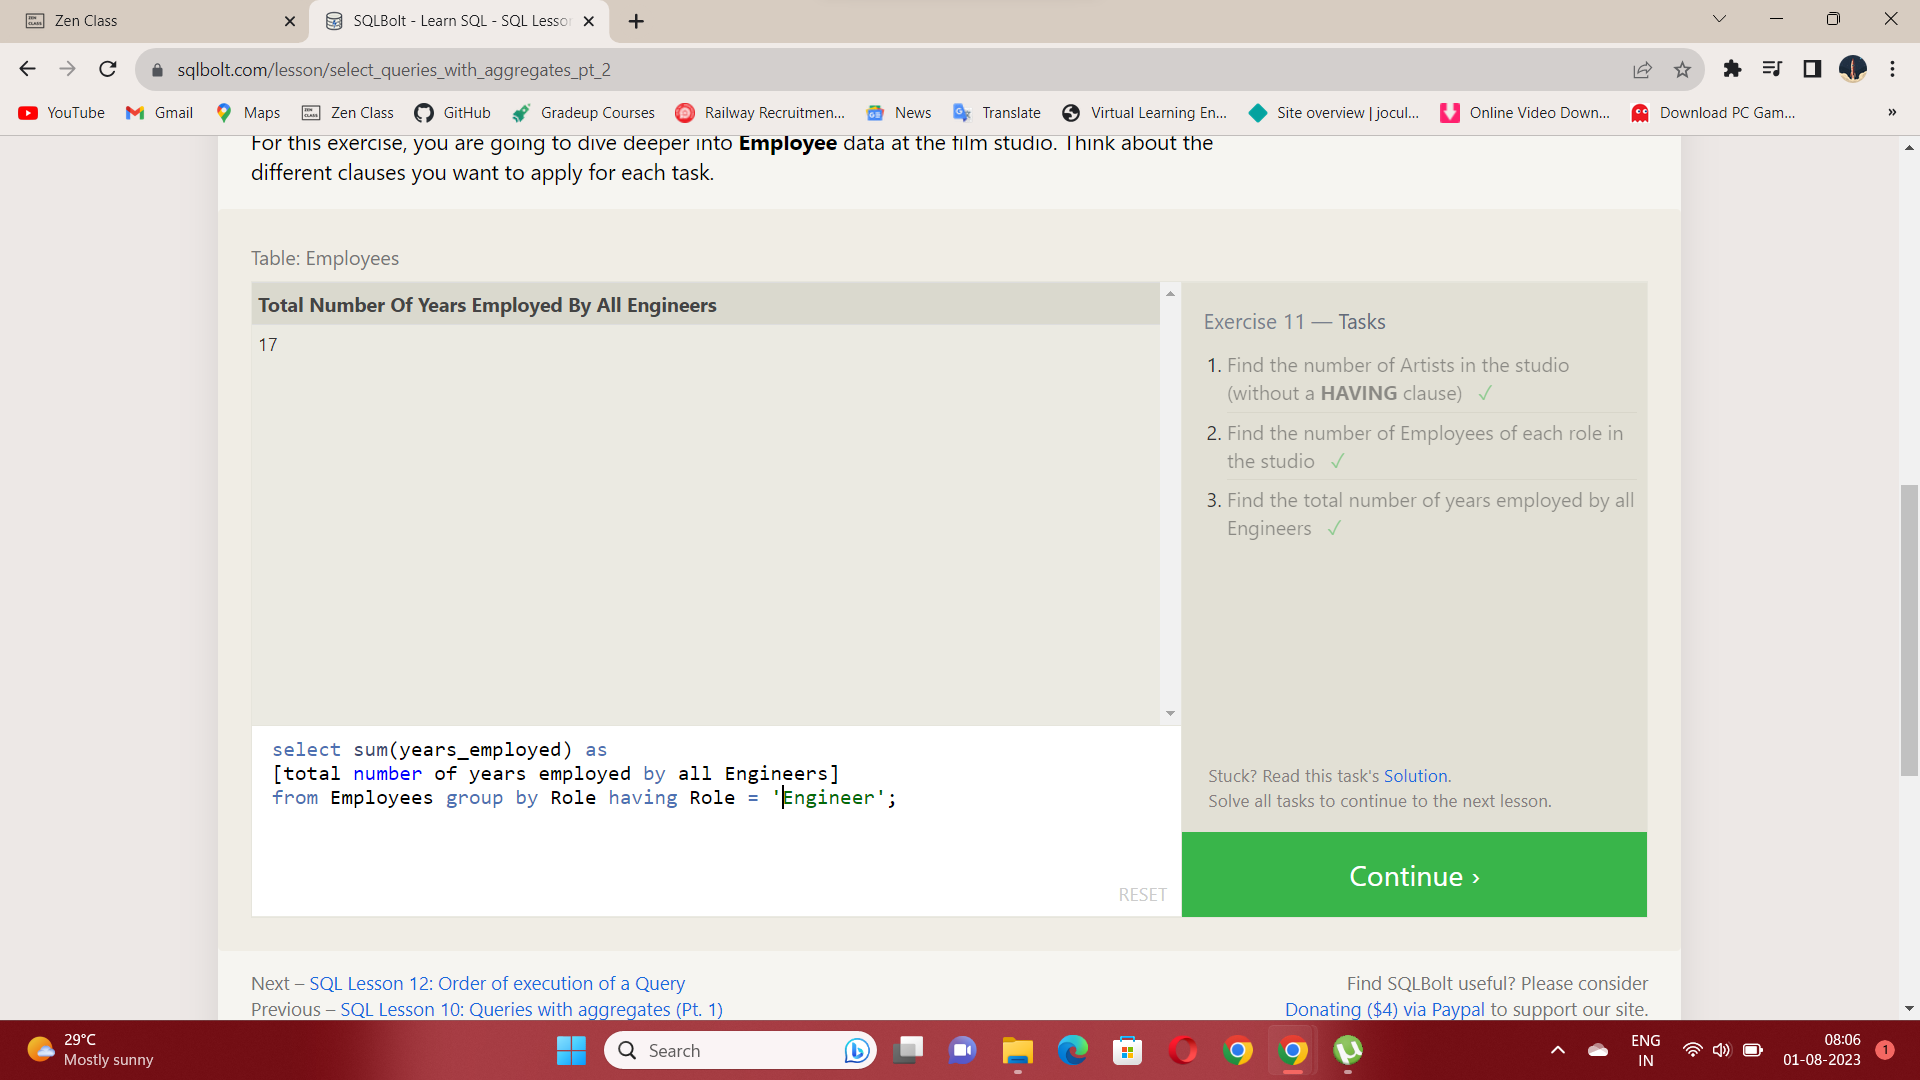 Zen Class
SQLBolt - Learn SQL - SQL Lesson
sqlbolt.com/lesson/select_queries_with_aggregates_pt_2
YouTube Gmail Maps Zen Class GitHub Gradeup Courses Railway Recruitmen... News Translate Virtual Learning En... Site overview | jocul... Online Video Down... Download PC Gam... »
For this exercise, you are going to dive deeper into Employee data at the film studio. Think about the
different clauses you want to apply for each task.
Table: Employees
Total Number Of Years Employed By All Engineers
17
Exercise 11 — Tasks
1. Find the number of Artists in the studio
(without a HAVING clause) ✓
2. Find the number of Employees of each role in
the studio ✓
3. Find the total number of years employed by all
Engineers ✓
select sum(years_employed) as
[total number of years employed by all Engineers]
from Employees group by Role having Role = 'Engineer';
RESET
Stuck? Read this task's Solution.
Solve all tasks to continue to the next lesson.
Continue ›
Next – SQL Lesson 12: Order of execution of a Query
Previous – SQL Lesson 10: Queries with aggregates (Pt. 1)
Find SQLBolt useful? Please consider
Donating ($4) via Paypal to support our site.
29°C
Mostly sunny
Search
ENG
IN
08:06
01-08-2023
1